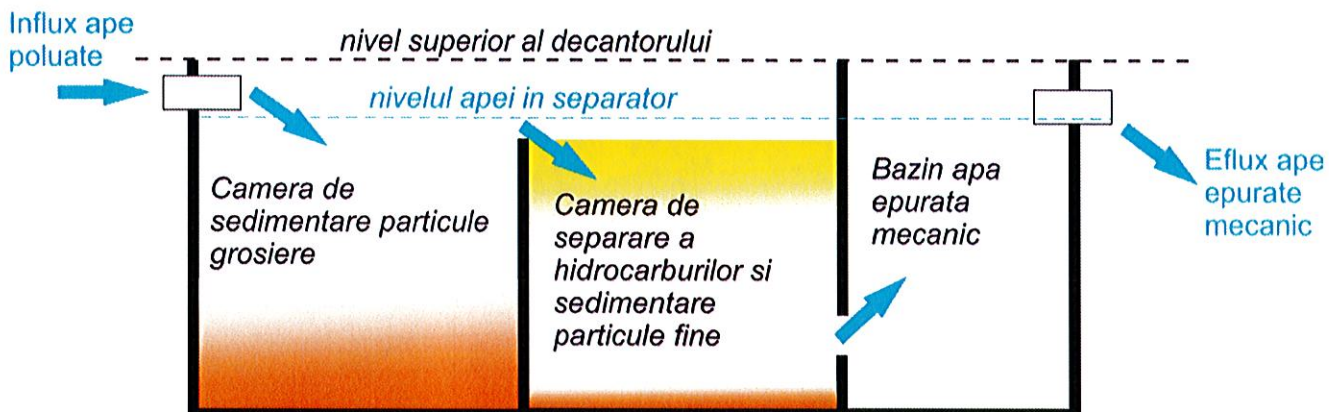 Influx ape
poluate
nivel superior al decantorului
nivelul apei in separator
Camera de
sedimentare particule
grosiere
Camera de
separare a
hidrocarburilor si
sedimentare
particule fine
Bazin apa
epurata
mecanic
Eflux ape
epurate
mecanic